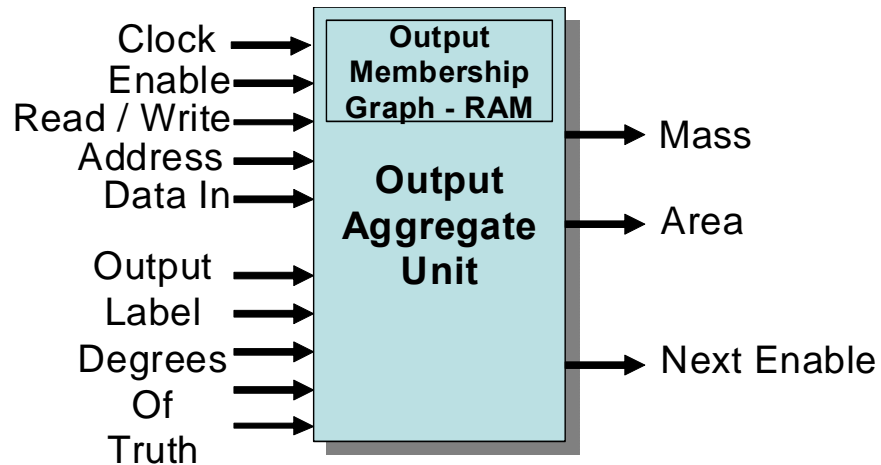 Clock
Enable
Read / Write
Address
Data In
Output
Label
Degrees
Of
Truth
Output
Membership
Graph - RAM
Output
Aggregate
Unit
Mass
Area
Next Enable